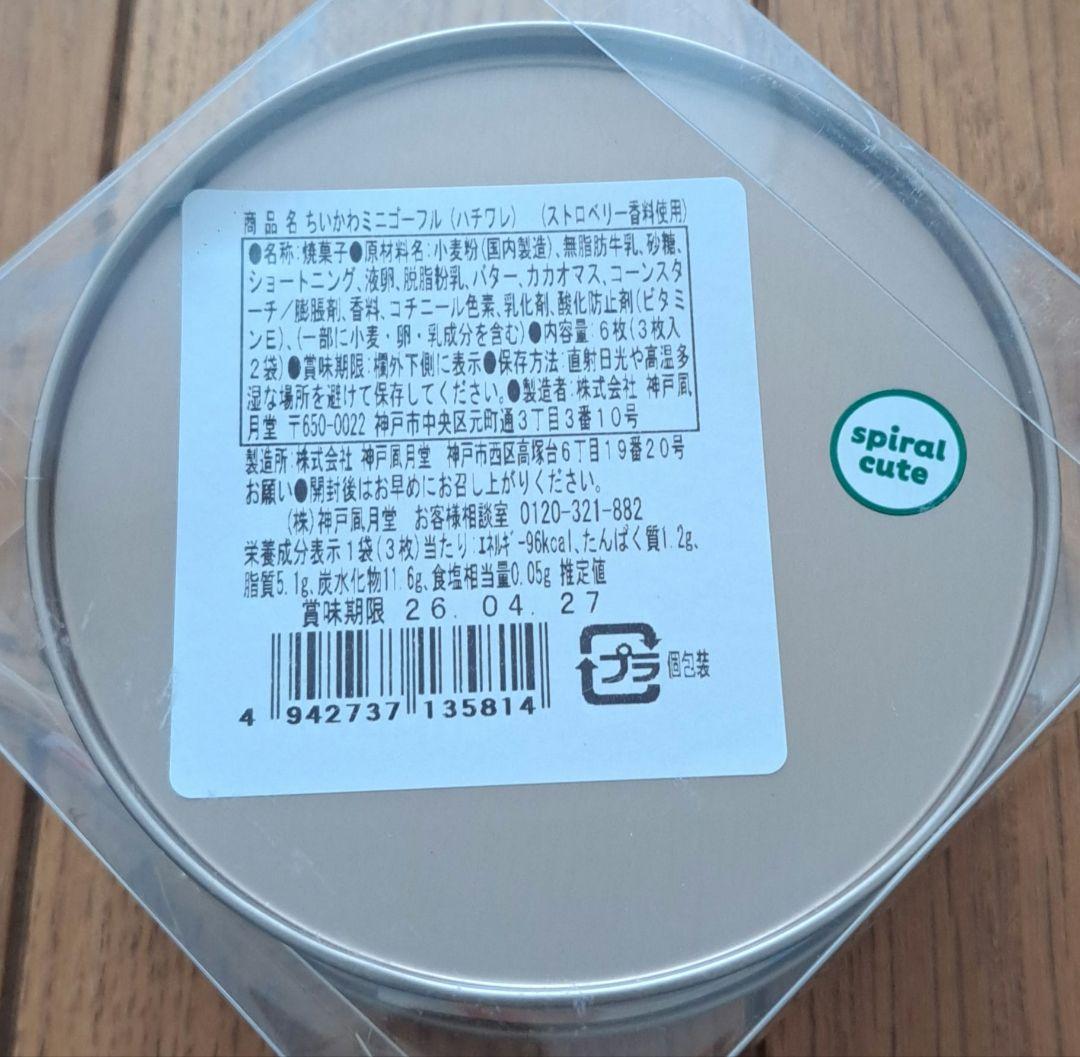 商品名 ちいかわミニゴーフル（ハチワレ） （ストロベリー香料使用）
●名称：焼菓子●原材料名：小麦粉（国内製造）、無脂肪牛乳、砂糖、
ショートニング、液卵、脱脂粉乳、バター、カカオマス、コーンスタ
ーチ／膨脹剤、香料、コチニール色素、乳化剤、酸化防止剤（ビタミ
ンE）、（一部に小麦・卵・乳成分を含む）●内容量：6枚（3枚入
2袋）●賞味期限：欄外下側に表示●保存方法：直射日光や高温多
湿な場所を避けて保存してください。●製造者：株式会社 神戸凮
月堂 〒650-0022 神戸市中央区元町通3丁目3番10号
製造所：株式会社 神戸凮月堂 神戸市西区高塚台6丁目19番20号
お願い●開封後はお早めにお召し上がりください。
（株）神戸凮月堂 お客様相談室 0120-321-882
栄養成分表示1袋（3枚）当たり：ｴﾈﾙｷﾞｰ96kcal、たんぱく質1.2g、
脂質5.1g、炭水化物11.6g、食塩相当量0.05g 推定値
賞味期限 26.04.27
プラ 個包装
4 942737 135814
spiral
cute